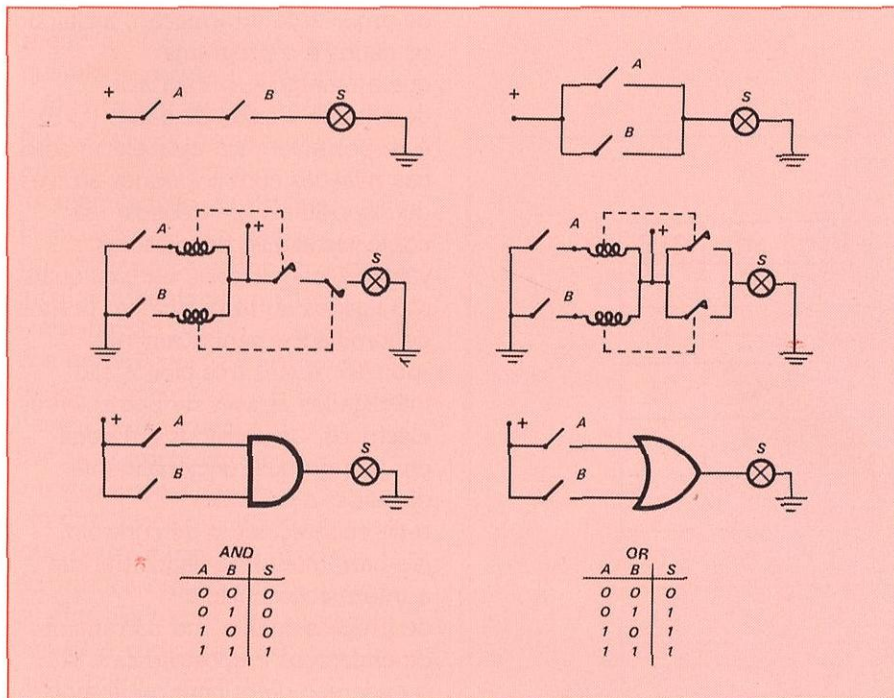 + A B S
+ A B S
A B + S
A B + S
+ A B S
+ A B S
AND
A B S
0 0 0
0 1 0
1 0 0
1 1 1
OR
A B S
0 0 0
0 1 1
1 0 1
1 1 1